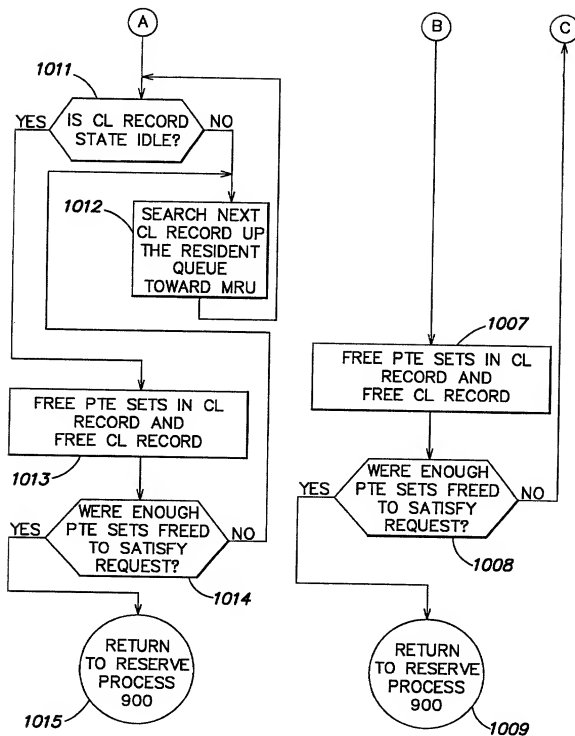 A
1011
IS CL RECORD
STATE IDLE?
YES
NO
1012
SEARCH NEXT
CL RECORD UP
THE RESIDENT
QUEUE
TOWARD MRU
FREE PTE SETS IN CL
RECORD AND
FREE CL RECORD
1013
WERE ENOUGH
PTE SETS FREED
TO SATISFY
REQUEST?
YES
NO
1014
RETURN
TO RESERVE
PROCESS
900
1015
B
C
1007
FREE PTE SETS IN CL
RECORD AND
FREE CL RECORD
WERE ENOUGH
PTE SETS FREED
TO SATISFY
REQUEST?
YES
NO
1008
RETURN
TO RESERVE
PROCESS
900
1009